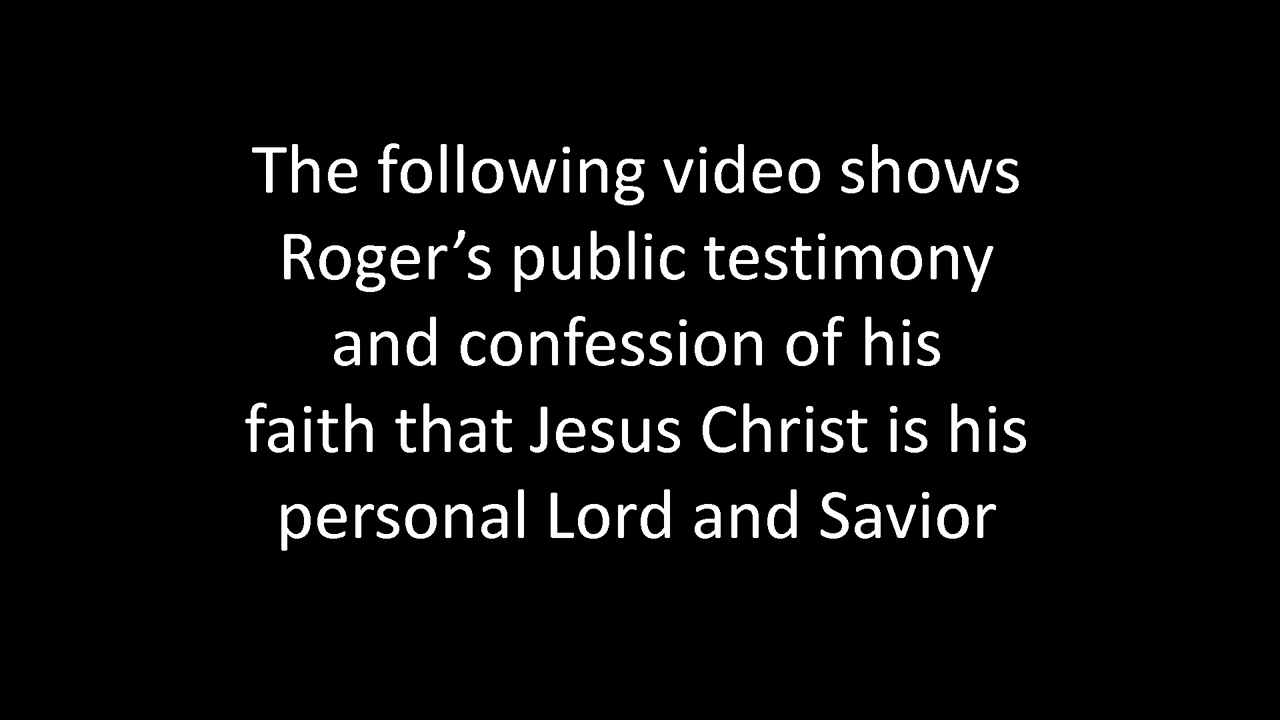 The following video shows
Roger’s public testimony
and confession of his
faith that Jesus Christ is his
personal Lord and Savior